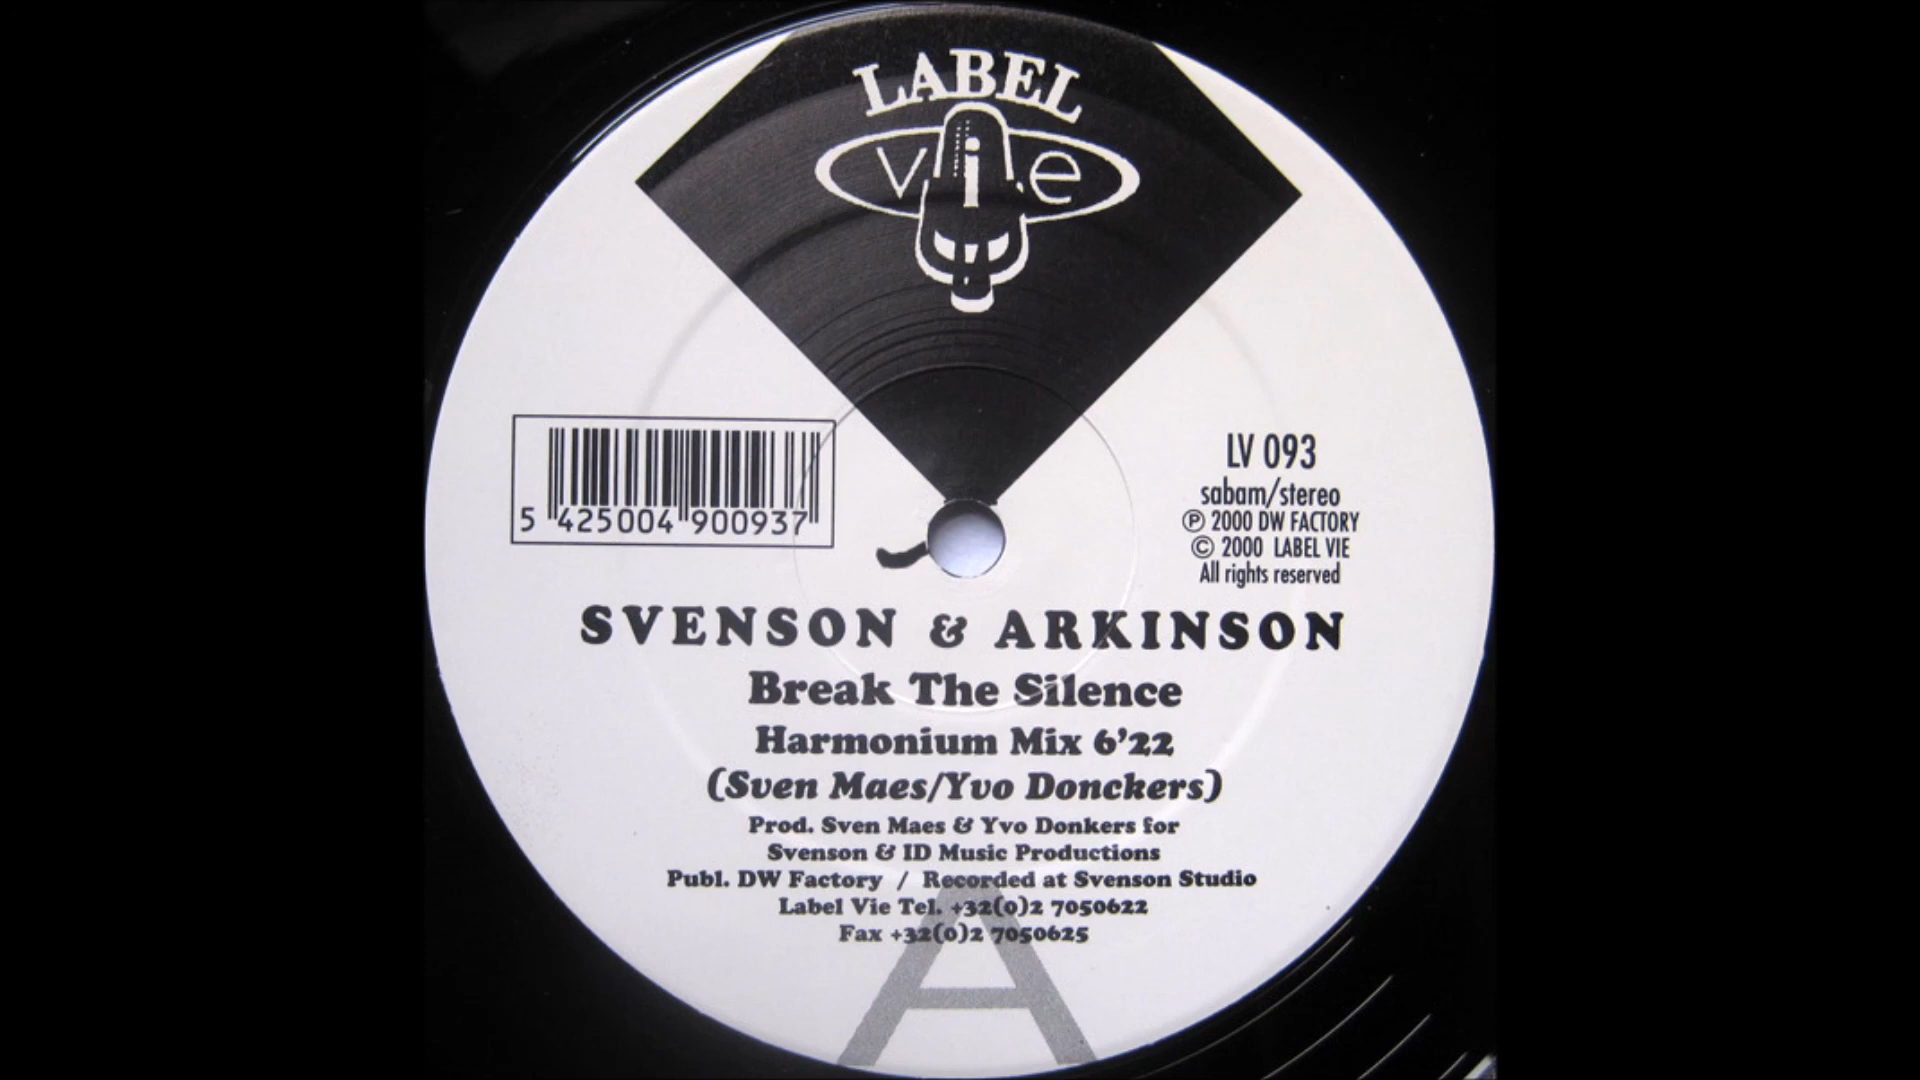 LABEL
vie
5 425004 900937
LV 093
sabam/stereo
Ⓟ 2000 DW FACTORY
© 2000 LABEL VIE
All rights reserved
SVENSON & ARKINSON
Break The Silence
Harmonium Mix 6'22
(Sven Maes/Yvo Donckers)
Prod. Sven Maes & Yvo Donkers for
Svenson & ID Music Productions
Publ. DW Factory / Recorded at Svenson Studio
Label Vie Tel. +32(0)2 7050622
Fax +32(0)2 7050625
A